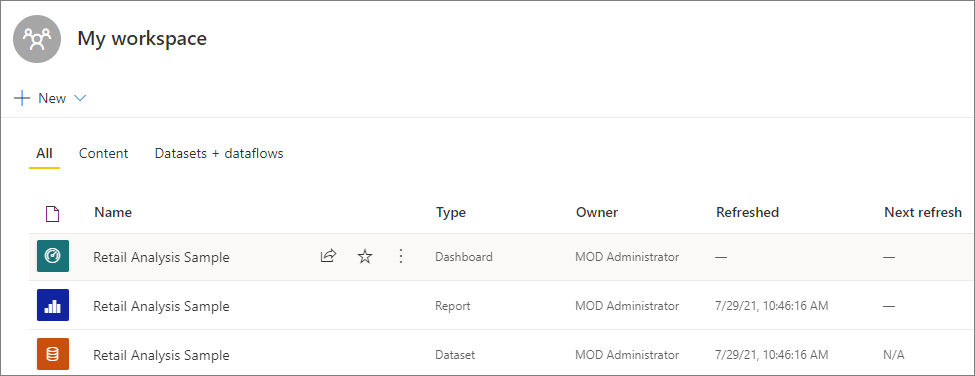 My workspace
New
All Content Datasets + dataflows
Name Type Owner Refreshed Next refresh
Retail Analysis Sample Dashboard MOD Administrator — —
Retail Analysis Sample Report MOD Administrator 7/29/21, 10:46:16 AM —
Retail Analysis Sample Dataset MOD Administrator 7/29/21, 10:46:16 AM N/A